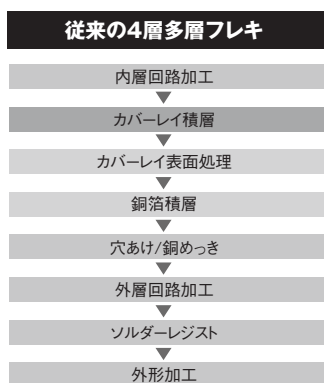 従来の4層多層フレキ
内層回路加工
カバーレイ積層
カバーレイ表面処理
銅箔積層
穴あけ/銅めっき
外層回路加工
ソルダーレジスト
外形加工